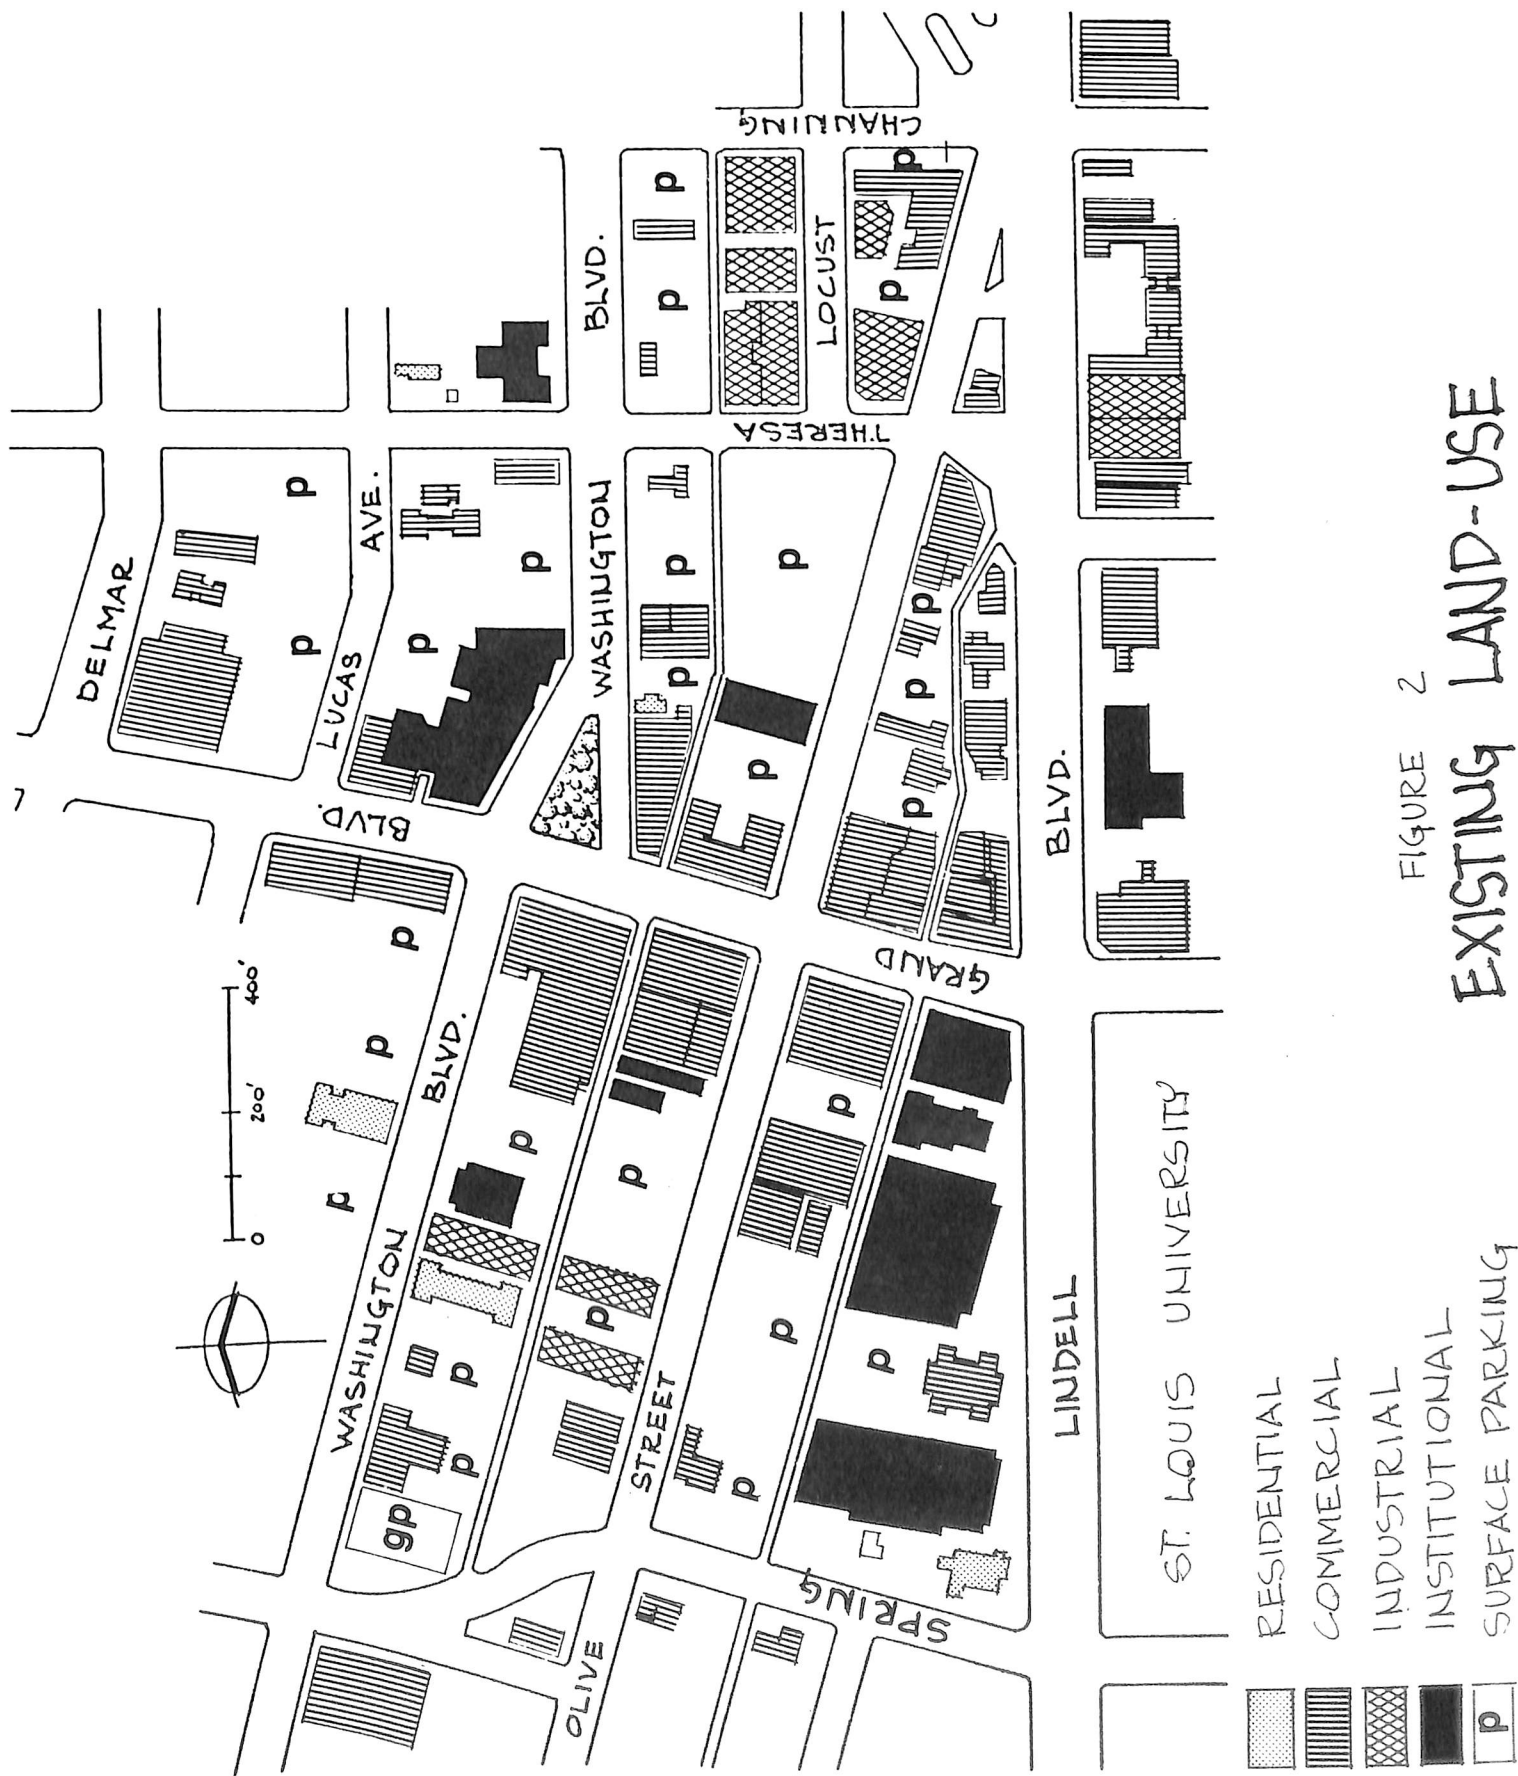 DELMAR
0 200' 400'
p
p
LUCAS AVE.
p
BLVD.
WASHINGTON BLVD.
p
p
gp
p
p
p
p
p
OLIVE STREET
WASHINGTON BLVD.
p
p
p
p
p
p
p
p
THERESA
CHANNING
p
p
LOCUST
p
SPRING
p
p
p
p
p
p
GRAND
LINDELL BLVD.
ST. LOUIS UNIVERSITY
RESIDENTIAL
COMMERCIAL
INDUSTRIAL
INSTITUTIONAL
p SURFACE PARKING
FIGURE 2
EXISTING LAND-USE